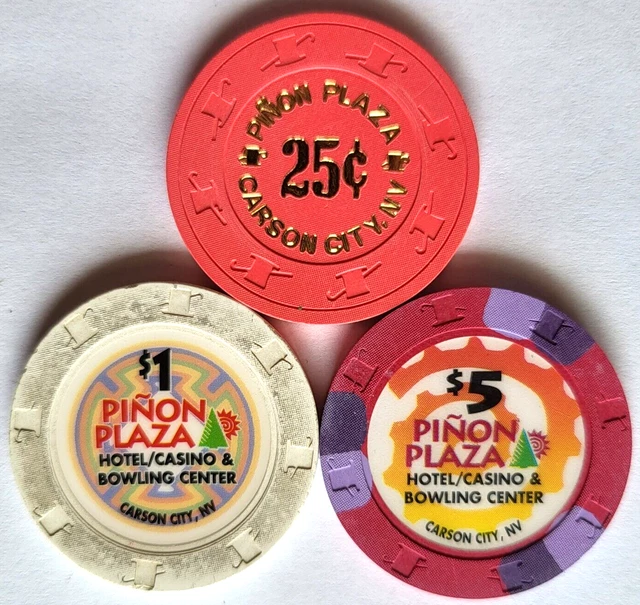 PIÑON PLAZA
25¢
CARSON CITY, NV
$1
PIÑON
PLAZA
HOTEL/CASINO &
BOWLING CENTER
CARSON CITY, NV
$5
PIÑON
PLAZA
HOTEL/CASINO &
BOWLING CENTER
CARSON CITY, NV